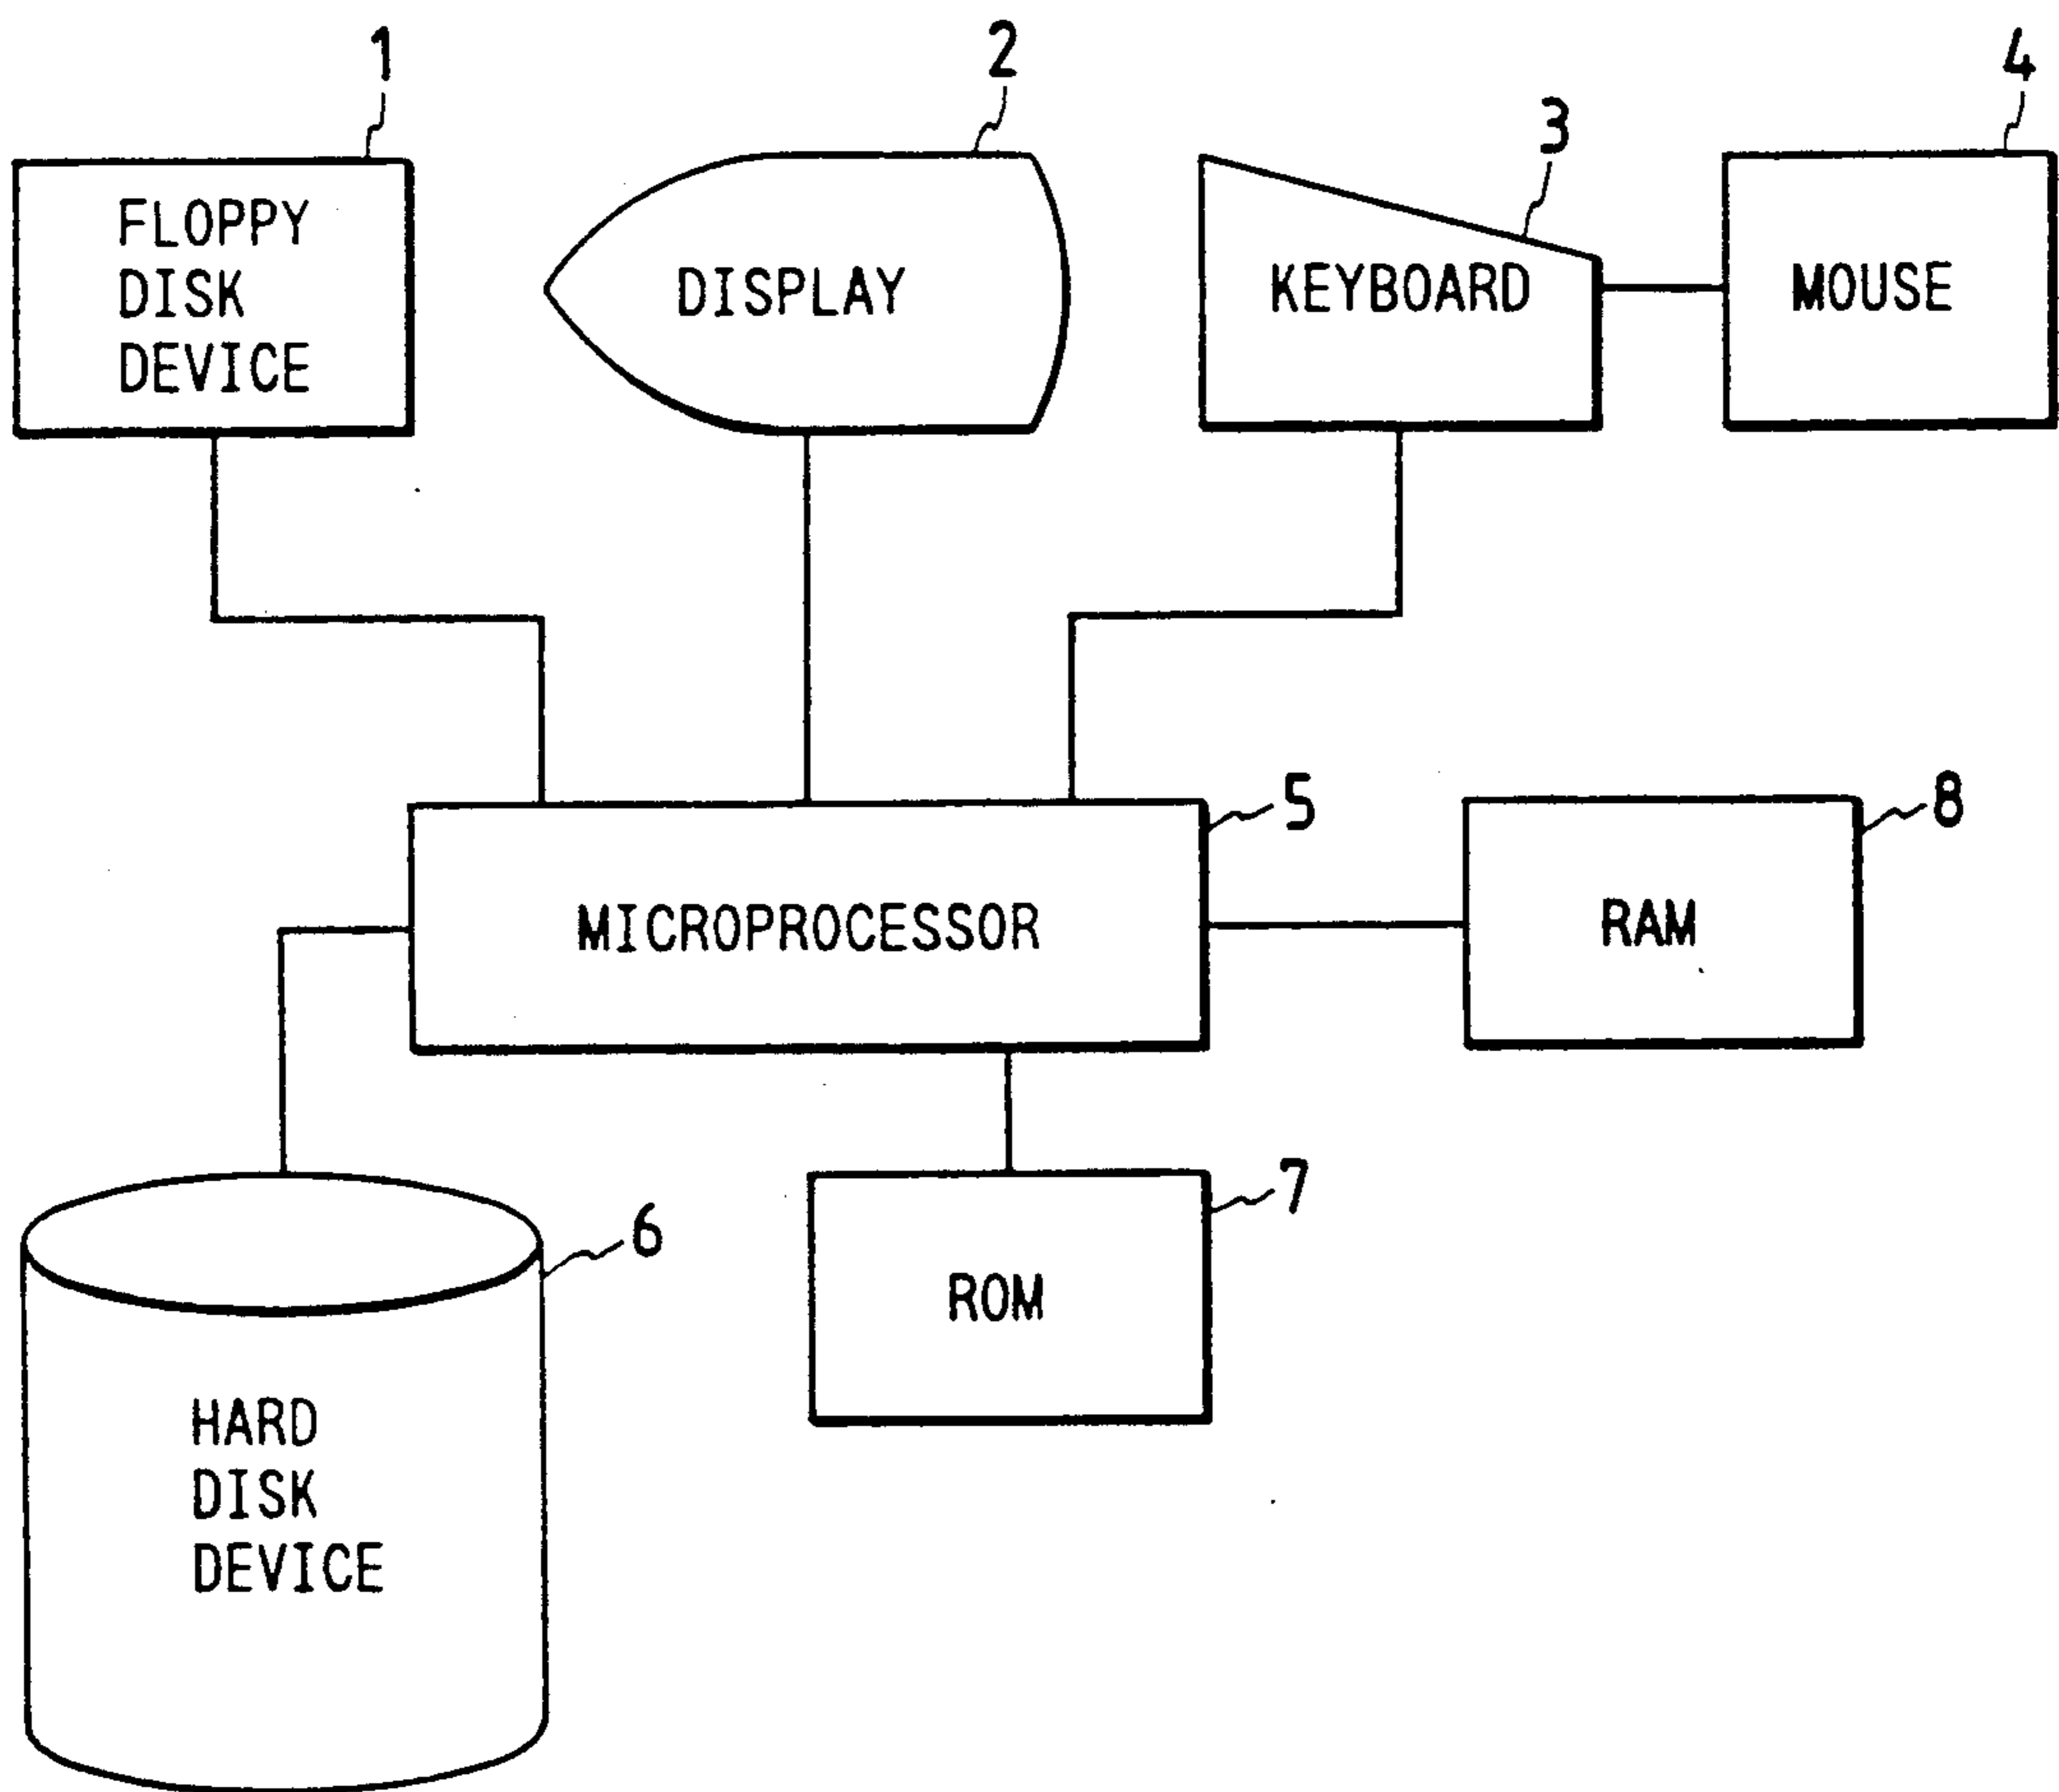 1
2
3
4
FLOPPY
DISK
DEVICE
DISPLAY
KEYBOARD
MOUSE
5
8
MICROPROCESSOR
RAM
6
7
ROM
HARD
DISK
DEVICE